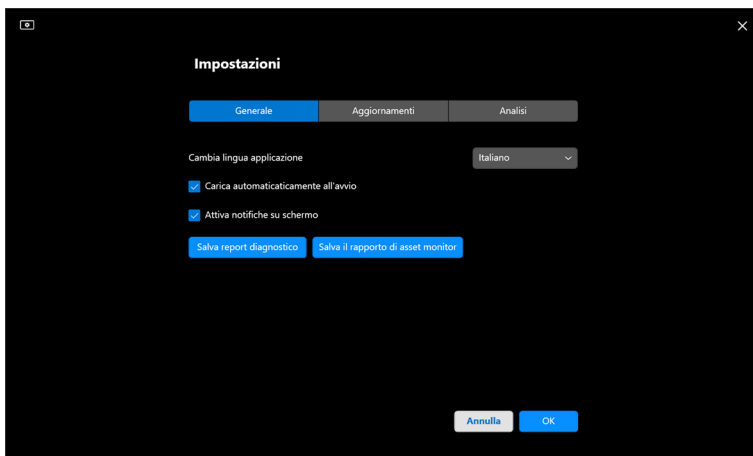 Impostazioni
Generale Aggiornamenti Analisi
Cambia lingua applicazione Italiano
Carica automaticaticamente all'avvio
Attiva notifiche su schermo
Salva report diagnostico Salva il rapporto di asset monitor
Annulla OK